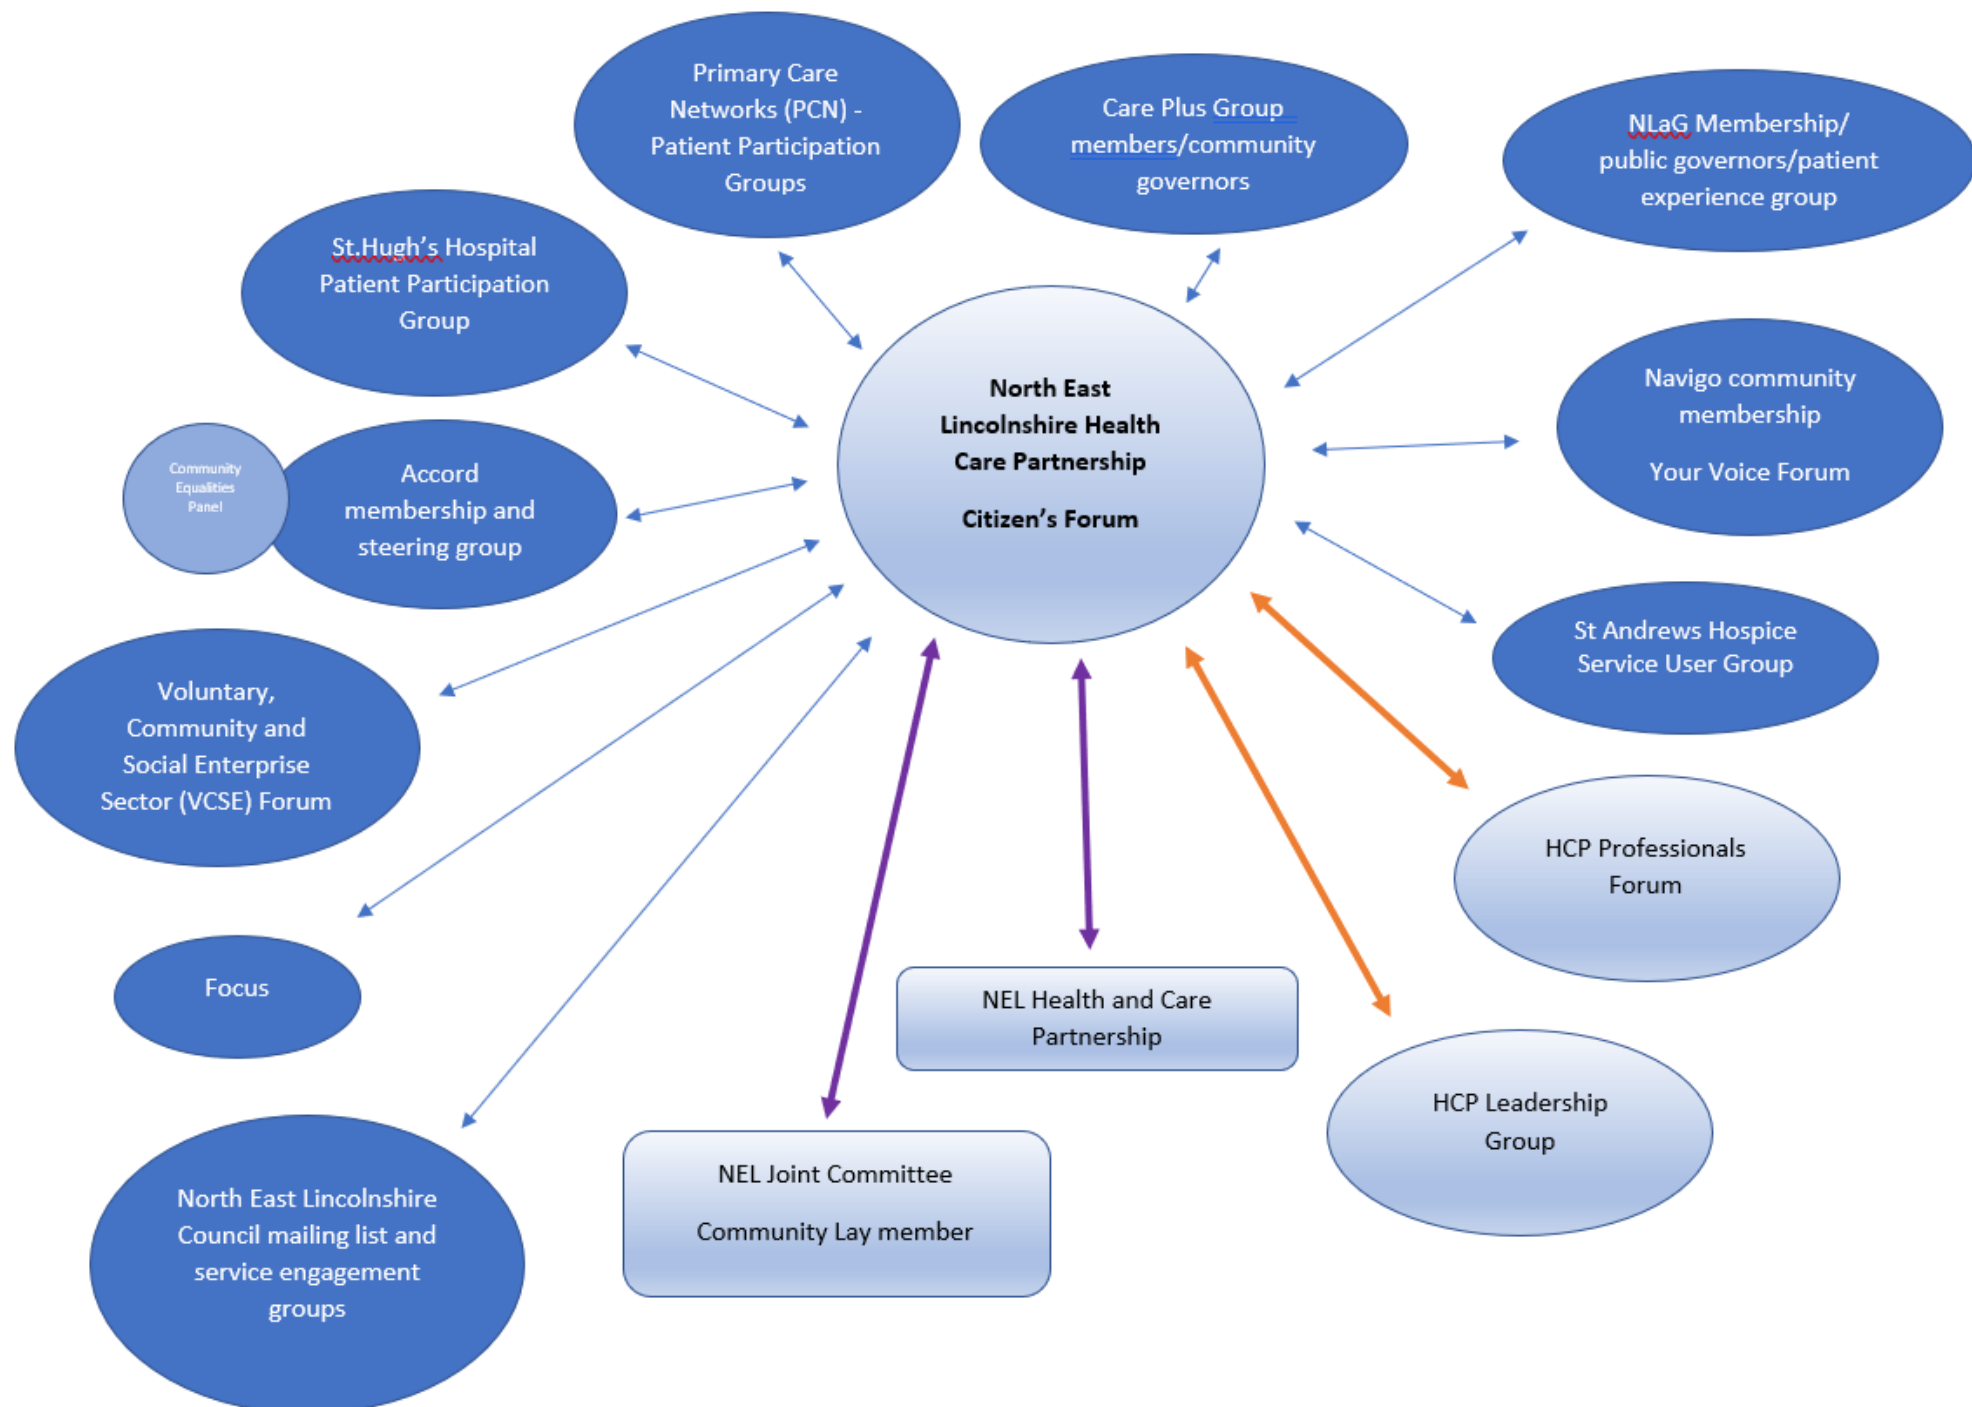 Primary Care
Networks (PCN) -
Patient Participation
Groups
Care Plus Group
members/community
governors
NLaG Membership/
public governors/patient
experience group
St.Hugh’s Hospital
Patient Participation
Group
North East
Lincolnshire Health
Care Partnership
Citizen’s Forum
Navigo community
membership
Your Voice Forum
Community
Equalities
Panel
Accord
membership and
steering group
St Andrews Hospice
Service User Group
Voluntary,
Community and
Social Enterprise
Sector (VCSE) Forum
HCP Professionals
Forum
Focus
NEL Health and Care
Partnership
HCP Leadership
Group
NEL Joint Committee
Community Lay member
North East Lincolnshire
Council mailing list and
service engagement
groups